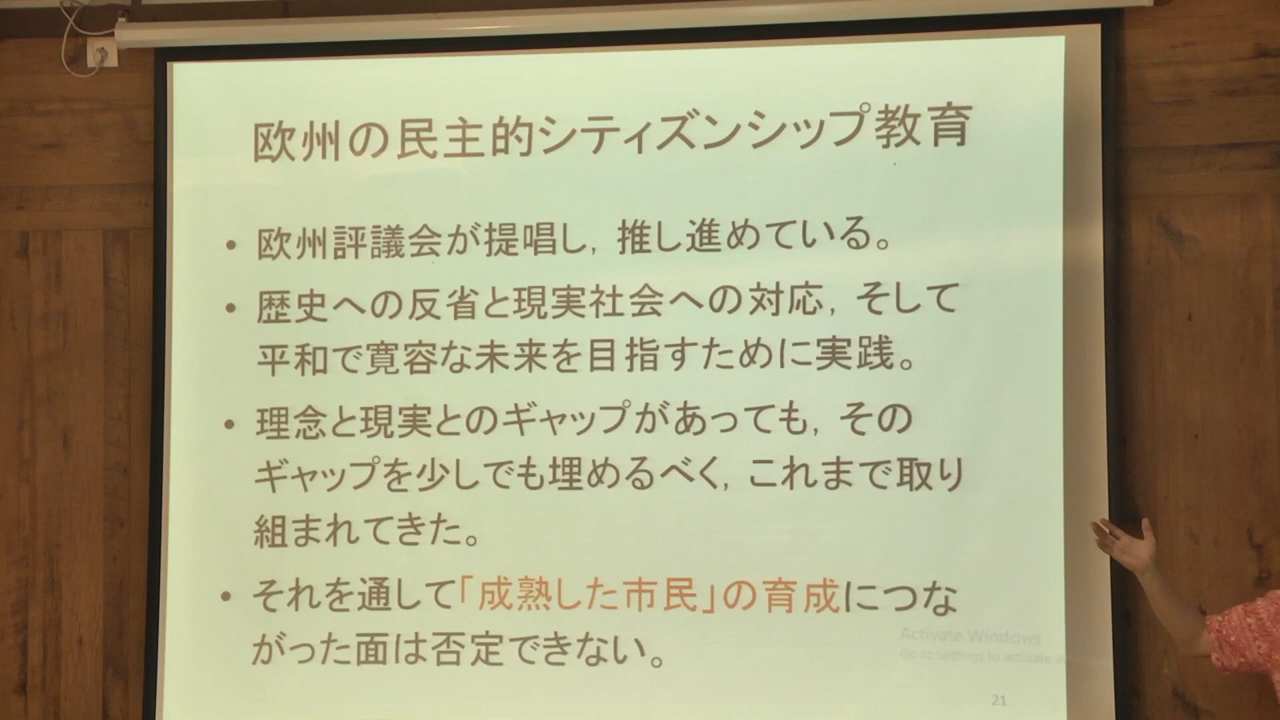 欧州の民主的シティズンシップ教育
• 欧州評議会が提唱し，推し進めている。
• 歴史への反省と現実社会への対応，そして
平和で寛容な未来を目指すために実践。
• 理念と現実とのギャップがあっても，その
ギャップを少しでも埋めるべく，これまで取り
組まれてきた。
• それを通して「成熟した市民」の育成につな
がった面は否定できない。
Activate Windows
Go to Settings to activate W
21